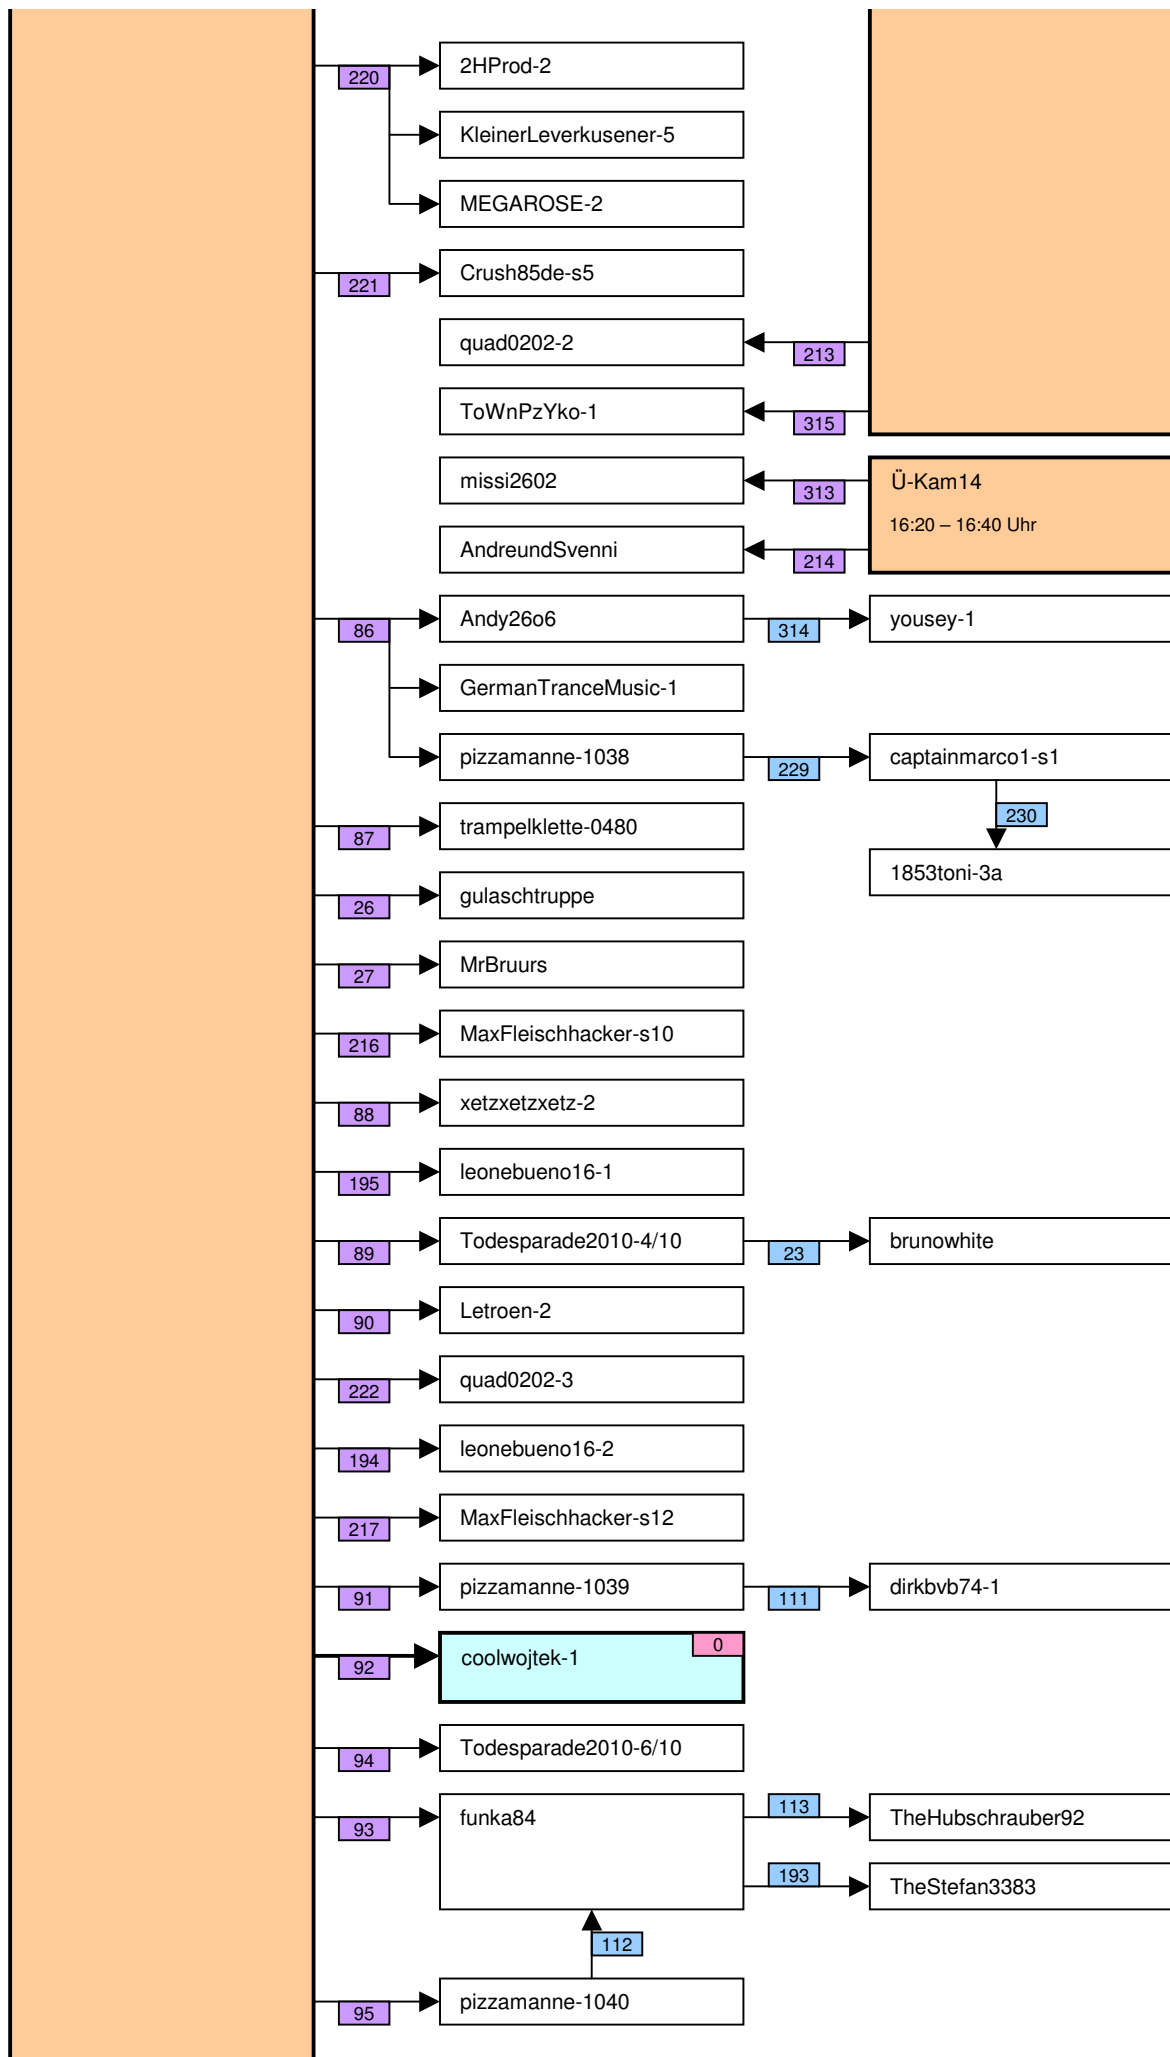 2HProd-2
220
KleinerLeverkusener-5
MEGAROSE-2
Crush85de-s5
221
quad0202-2
213
ToWnPzYko-1
315
missi2602
313
Ü-Kam14
16:20 – 16:40 Uhr
AndreundSvenni
214
86
Andy26o6
314
yousey-1
GermanTranceMusic-1
pizzamanne-1038
229
captainmarco1-s1
230
87
trampelklette-0480
1853toni-3a
26
gulaschtruppe
27
MrBruurs
216
MaxFleischhacker-s10
88
xetzxetzxetz-2
195
leonebueno16-1
89
Todesparade2010-4/10
23
brunowhite
90
Letroen-2
222
quad0202-3
194
leonebueno16-2
217
MaxFleischhacker-s12
91
pizzamanne-1039
111
dirkbvb74-1
92
coolwojtek-1
0
94
Todesparade2010-6/10
93
funka84
113
TheHubschrauber92
193
TheStefan3383
112
95
pizzamanne-1040